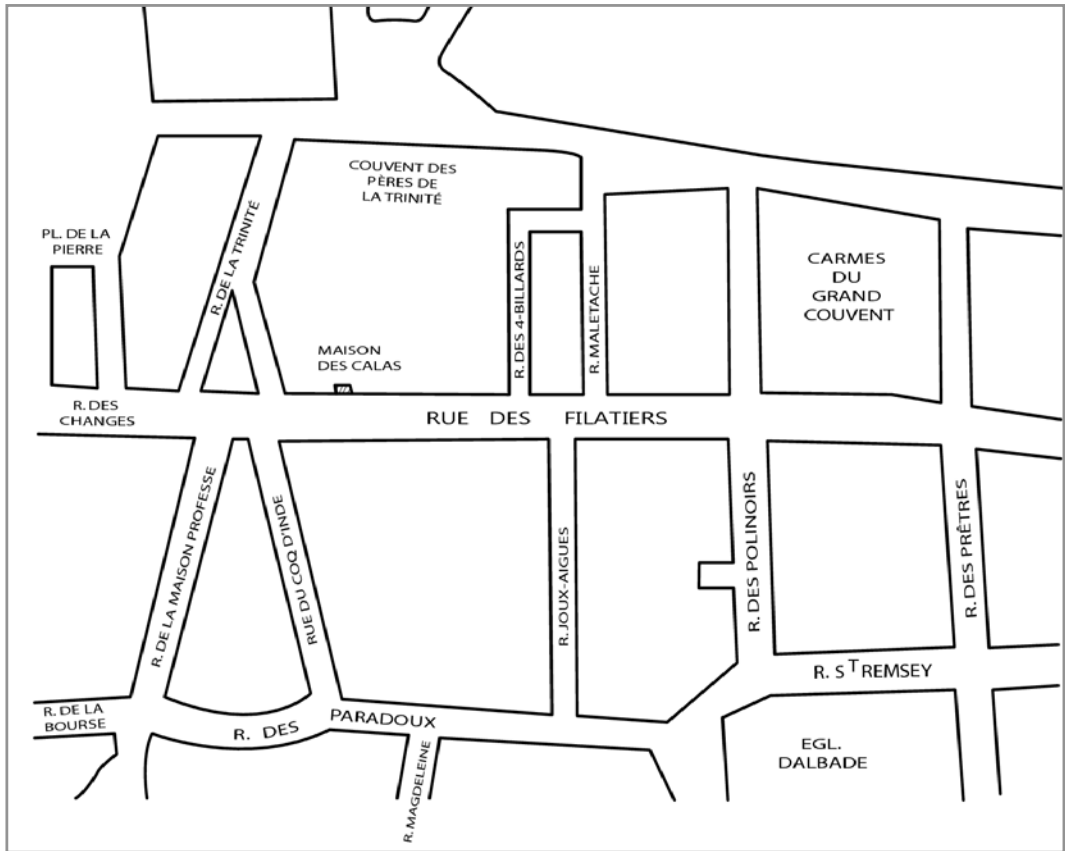 COUVENT DES
PÈRES DE
LA TRINITÉ
PL. DE LA
PIERRE
R. DE LA TRINITÉ
R. DES 4-BILLARDS
R. MALETACHE
CARMES
DU
GRAND
COUVENT
MAISON
DES CALAS
R. DES
CHANGES
RUE DES FILATIERS
R. DE LA MAISON PROFESSE
RUE DU COQ D'INDE
R. JOUX-AIGUES
R. DES POLINOIRS
R. DES PRÊTRES
R. ST REMSEY
R. DE LA
BOURSE
R. DES PARADOUX
R. MAGDELEINE
EGL.
DALBADE